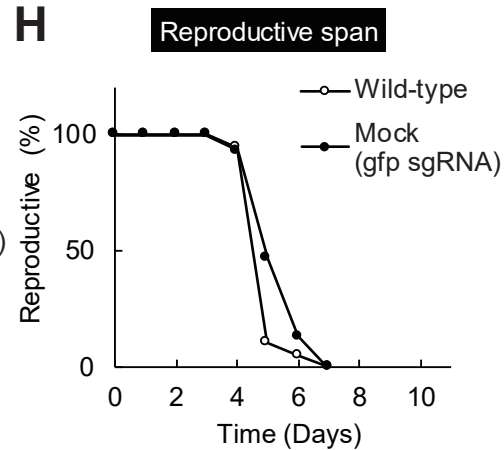 H
Reproductive span
Wild-type
Mock
(gfp sgRNA)
Reproductive (%)
)
100
50
0
0 2 4 6 8 10
Time (Days)